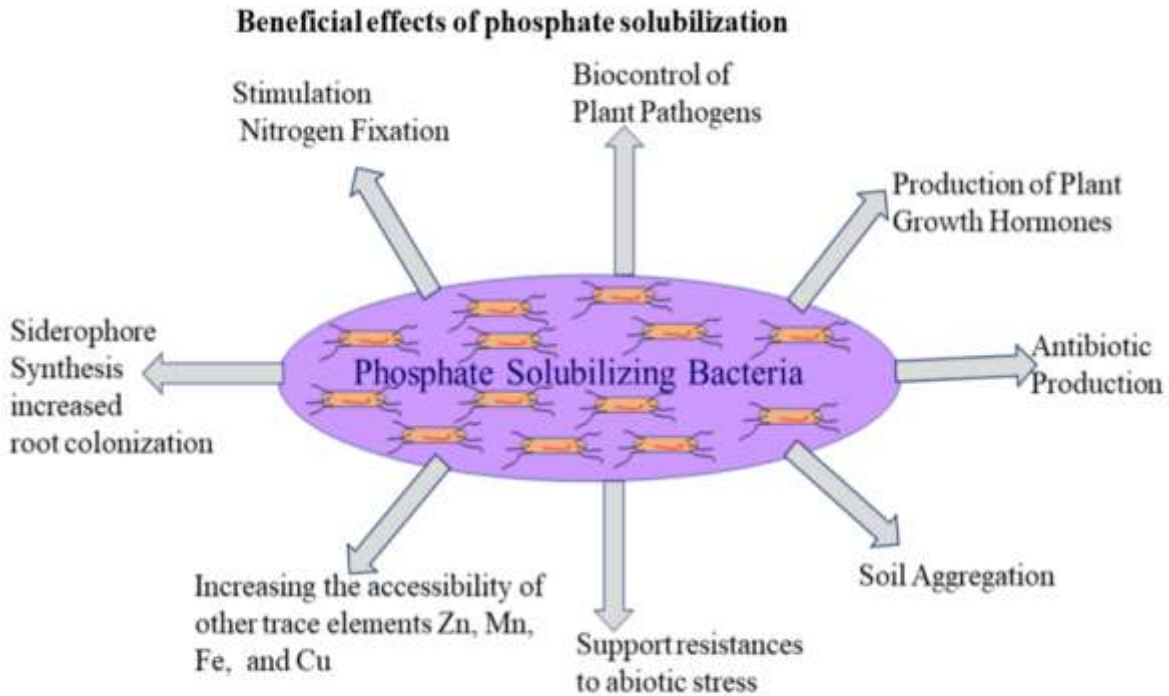 Beneficial effects of phosphate solubilization
Stimulation
Nitrogen Fixation
Biocontrol of
Plant Pathogens
Production of Plant
Growth Hormones
Siderophore
Synthesis
increased
root colonization
Phosphate Solubilizing Bacteria
Antibiotic
Production
Increasing the accessibility of
other trace elements Zn, Mn,
Fe, and Cu
Support resistances
to abiotic stress
Soil Aggregation